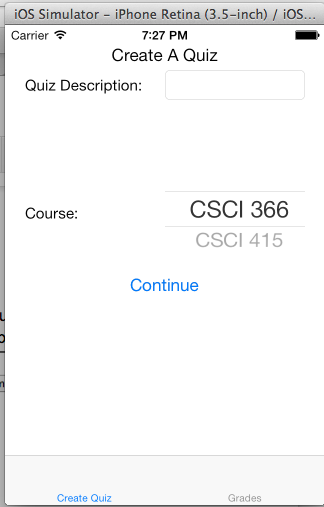 iOS Simulator – iPhone Retina (3.5-inch) / iOS...
Carrier 7:27 PM
Create A Quiz
Quiz Description:
CSCI 366
Course:
CSCI 415
Continue
Create Quiz Grades